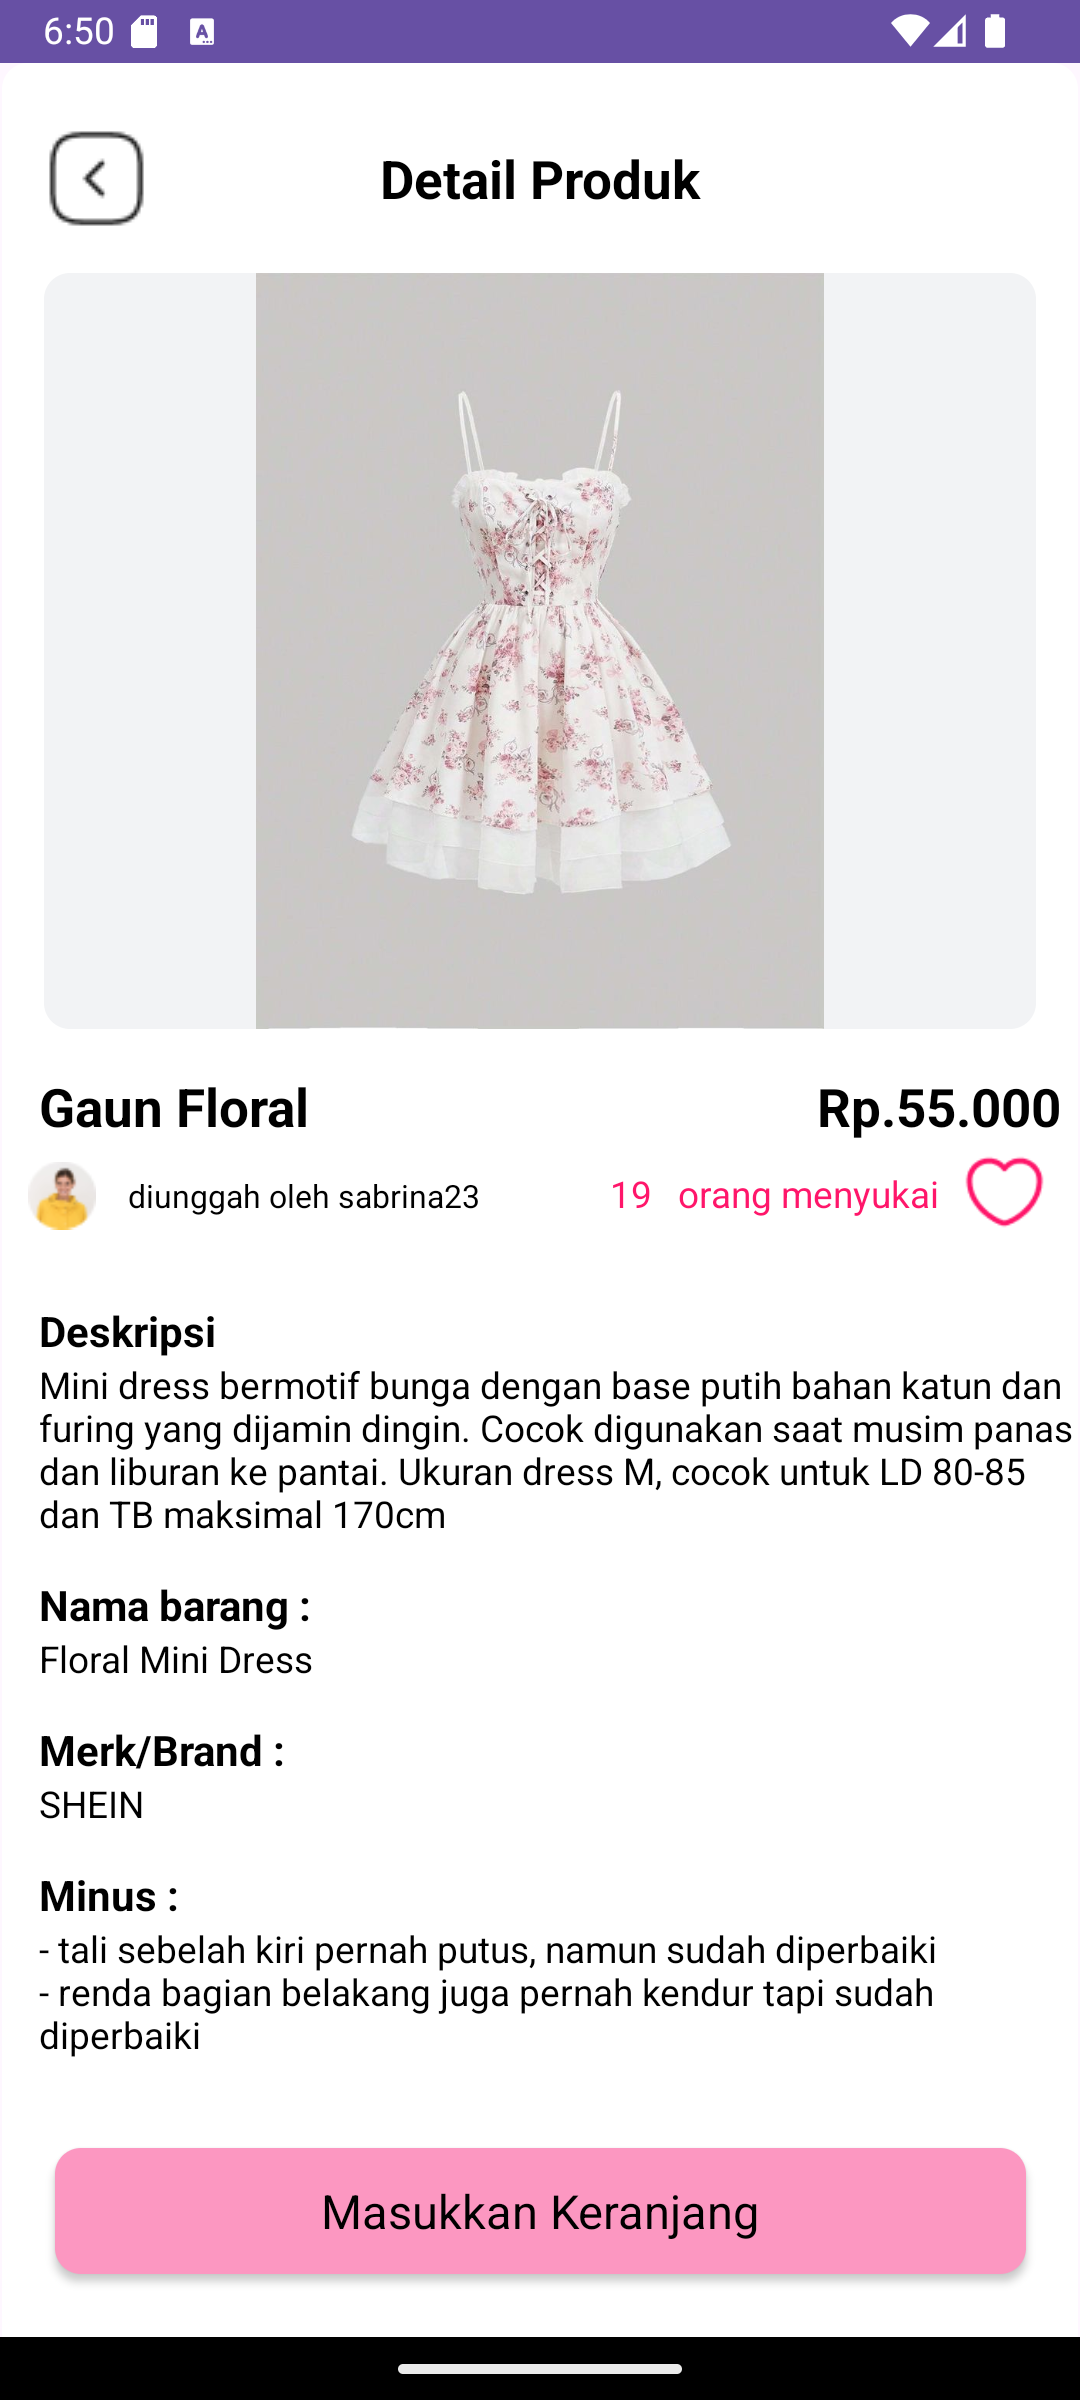 6:50
A
Detail Produk
Gaun Floral
Rp.55.000
diunggah oleh sabrina23
19 orang menyukai
Deskripsi
Mini dress bermotif bunga dengan base putih bahan katun dan
furing yang dijamin dingin. Cocok digunakan saat musim panas
dan liburan ke pantai. Ukuran dress M, cocok untuk LD 80-85
dan TB maksimal 170cm
Nama barang :
Floral Mini Dress
Merk/Brand :
SHEIN
Minus :
- tali sebelah kiri pernah putus, namun sudah diperbaiki
- renda bagian belakang juga pernah kendur tapi sudah
diperbaiki
Masukkan Keranjang